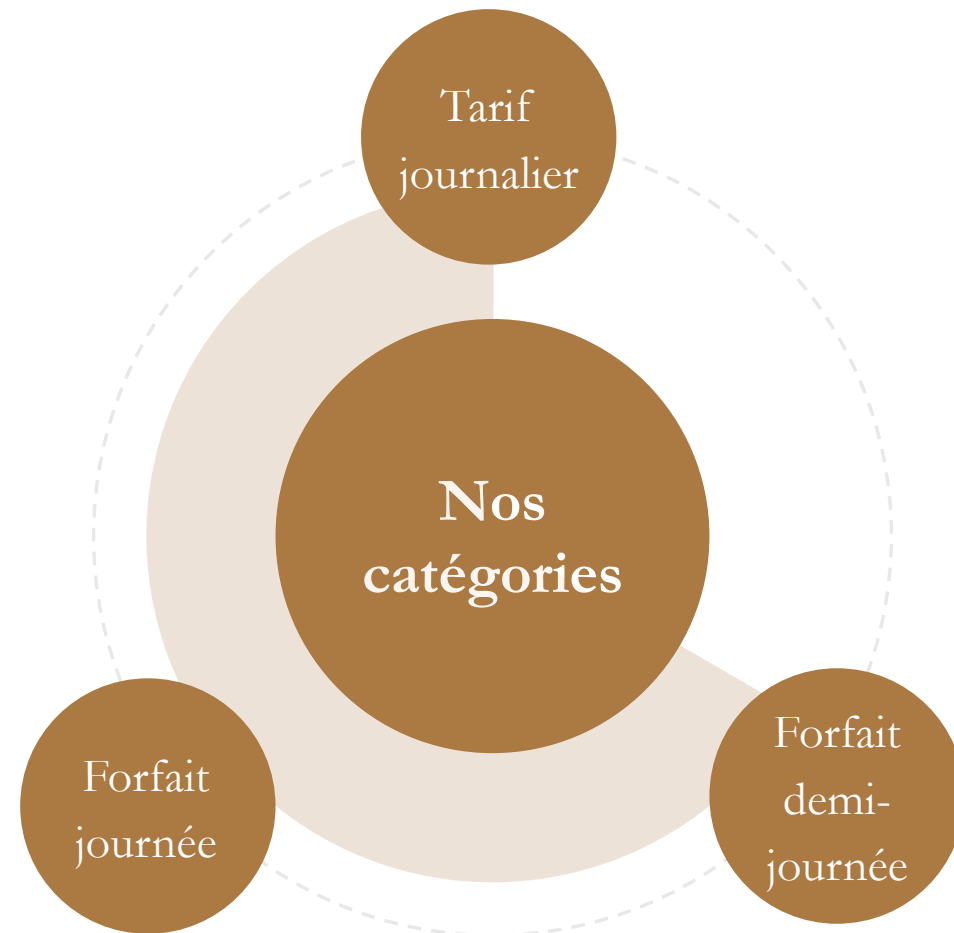 Tarif
journalier
Nos
catégories
Forfait
journée
Forfait
demi-
journée